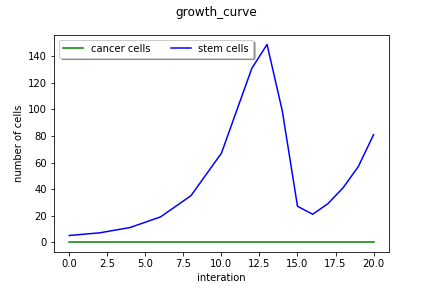 growth_curve
cancer cells
stem cells
number of cells
140
120
100
80
60
40
20
0
0.0 2.5 5.0 7.5 10.0 12.5 15.0 17.5 20.0
interation